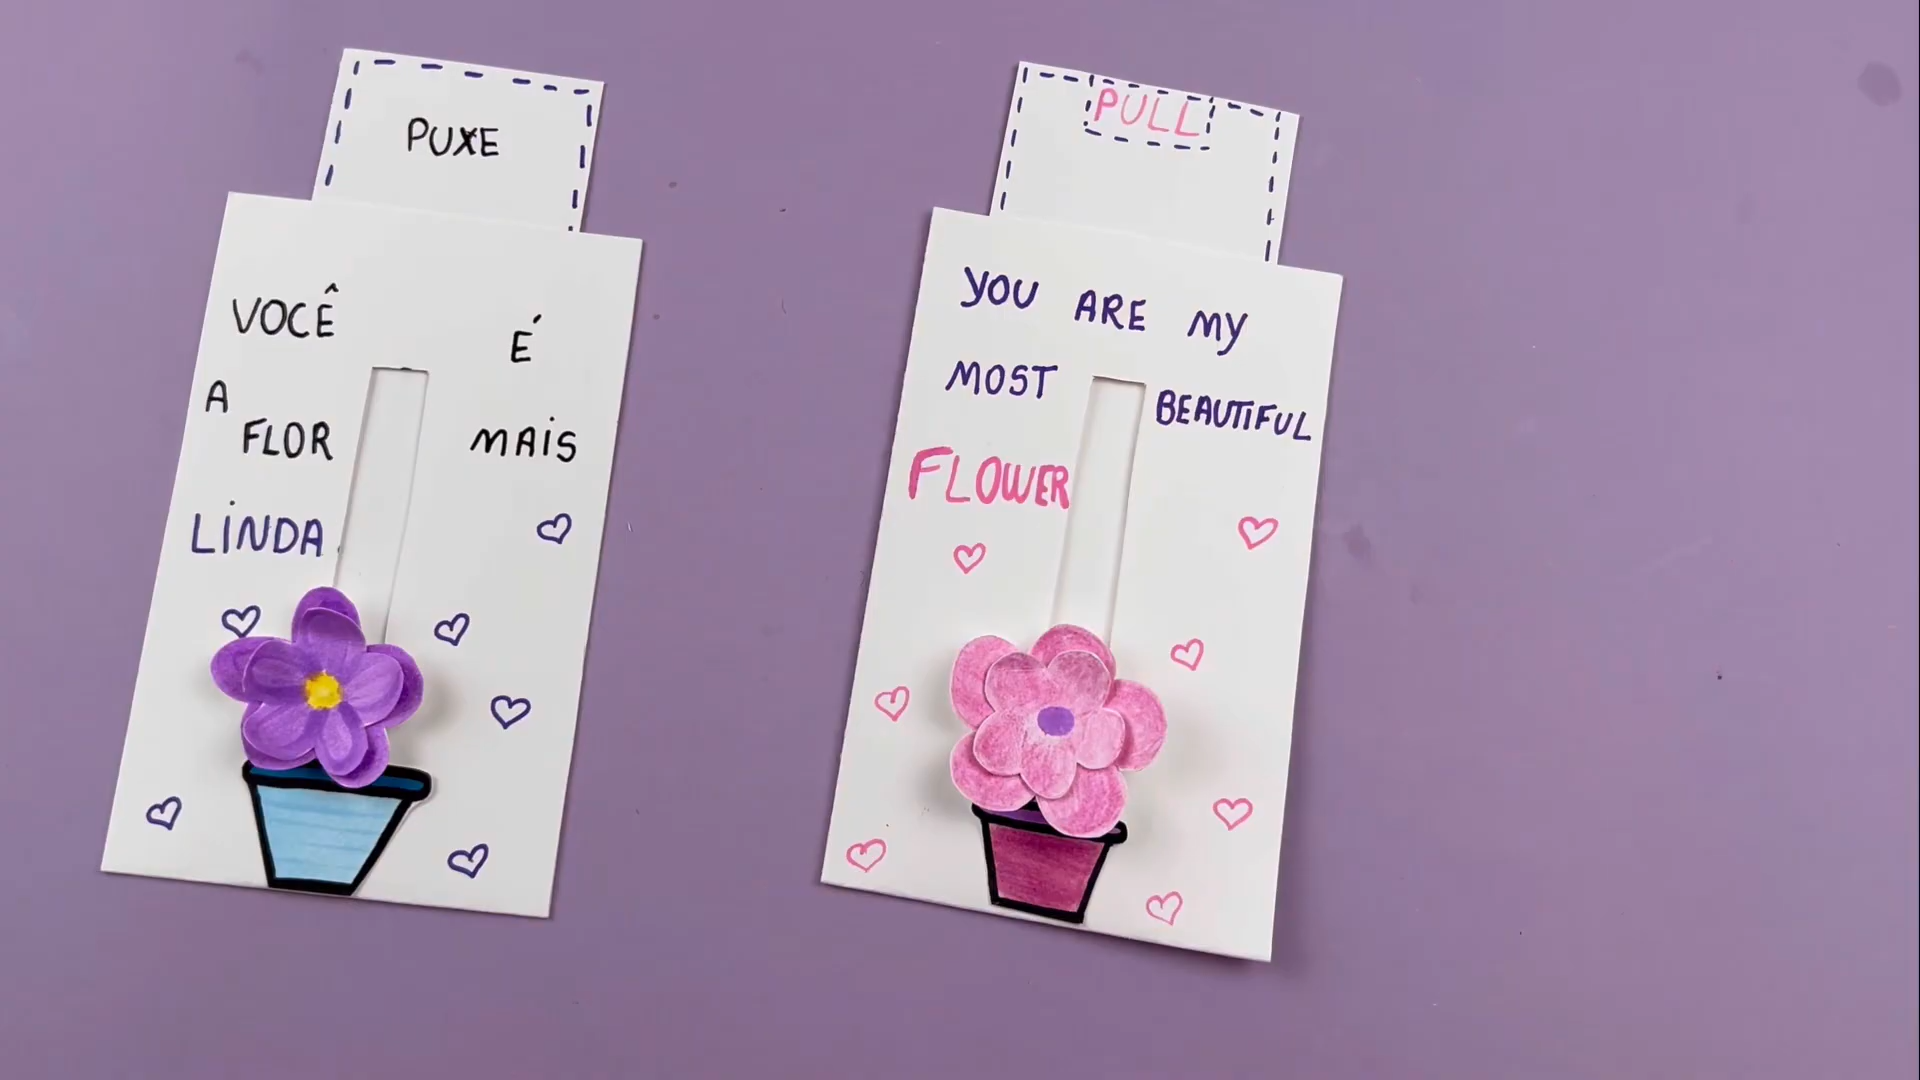 PUXE
VOCÊ É
A
FLOR MAIS
LINDA
PULL
YOU ARE MY
MOST BEAUTIFUL
FLOWER